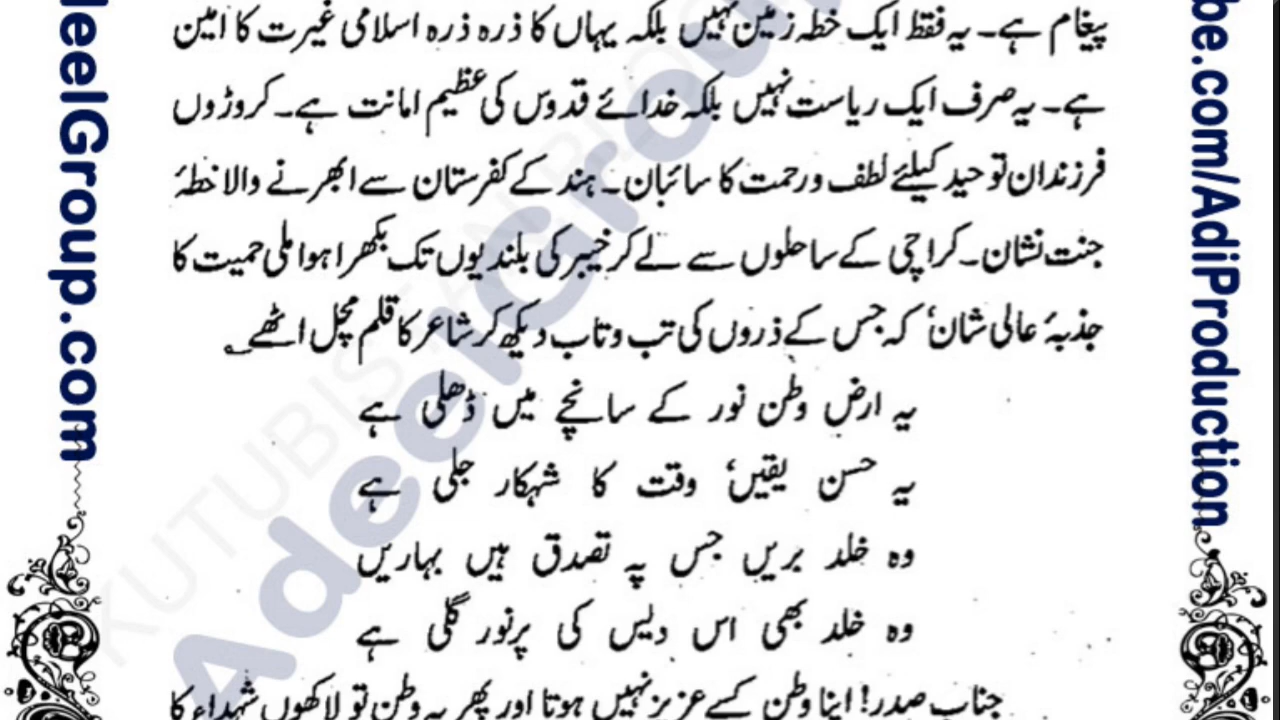 پیغام ہے۔ یہ فقط ایک خطہ زمین نہیں بلکہ یہاں کا ذرہ ذرہ اسلامی غیرت کا امین
ہے۔ یہ صرف ایک ریاست نہیں بلکہ خدائے قدوس کی عظیم امانت ہے۔ کروڑوں
فرزندان توحید کیلئے لطف ورحمت کا سائبان۔ ہند کے کفرستان سے ابھرنے والا خطۂ
جنت نشان۔ کراچی کے ساحلوں سے لے کر خیبر کی بلندیوں تک بکھرا ہوا ملی حمیت کا
جذبۂ عالی شان‘ کہ جس کے ذروں کی تب وتاب دیکھ کر شاعر کا قلم مچل اٹھے؂
یہ ارض وطن نور کے سانچے میں ڈھلی ہے
یہ حسن یقیں‘ وقت کا شہکار جلی ہے
وہ خلد بریں جس پہ تصدق ہیں بہاریں
وہ خلد بھی اس دیس کی پرنور گلی ہے
جناب صدر! اپنا وطن کسے عزیز نہیں ہوتا اور پھر یہ وطن تو لاکھوں شہداء کا
deelGroup.com
be.com/AdiProduction
AdeelGrou
KUTUBISTAN